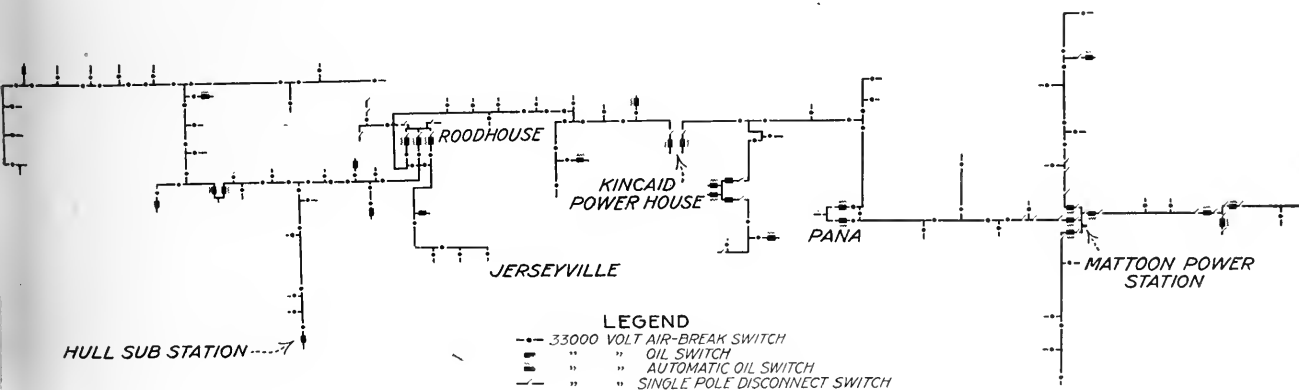 ROODHOUSE
KINCAID
POWER HOUSE
PANA
JERSEYVILLE
MATTOON POWER
STATION
HULL SUB STATION
LEGEND
33000 VOLT AIR-BREAK SWITCH
" " OIL SWITCH
" " AUTOMATIC OIL SWITCH
" " SINGLE POLE DISCONNECT SWITCH